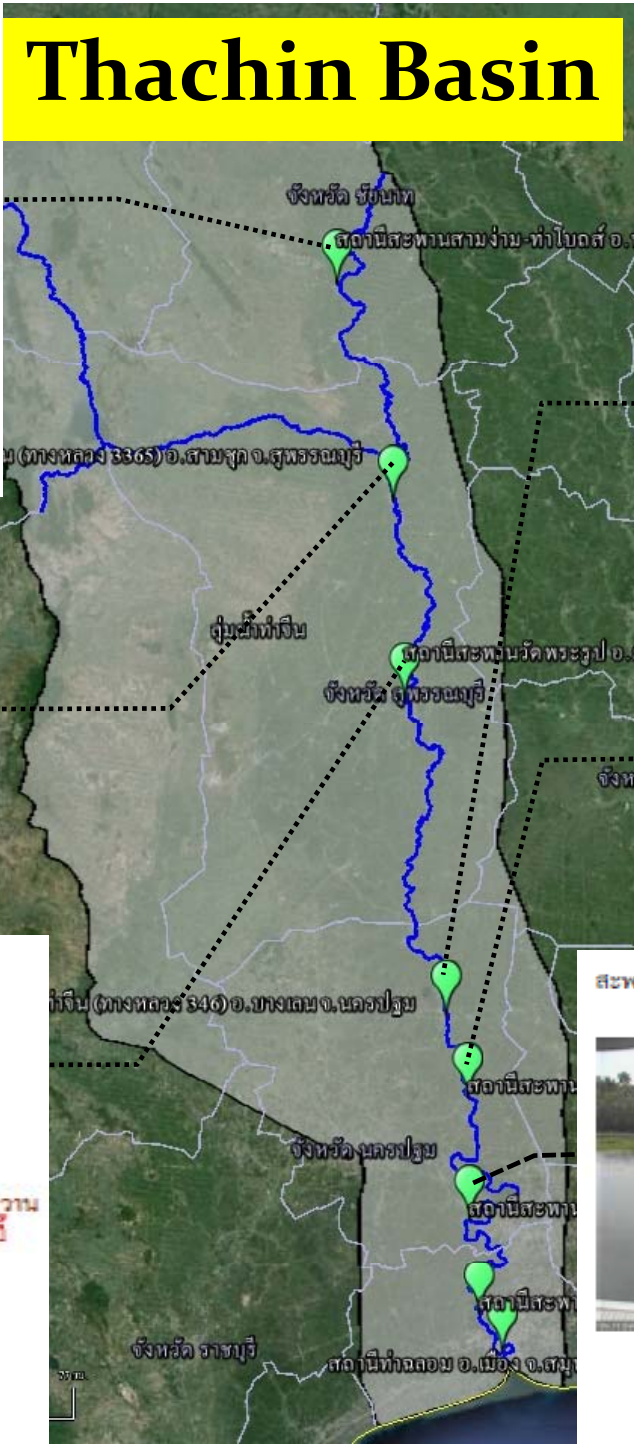 Thachin Basin
จังหวัด ชัยนาท
สถานีสะพานสามง่าม-ท่าโบถส์ อ.
(ทางหลวง 3365) อ.สามชุก จ.สุพรรณบุรี
ลุ่มน้ำท่าจีน
สถานีสะพานวัดพระรูป อ.
จังหวัด สุพรรณบุรี
ท่าจีน (ทางหลวง 346) อ.บางเลน จ.นครปฐม
สถานีสะพาน
จังหวัด นครปฐม
สถานีสะพาน
สถานีสะพา
จังหวัด ราชบุรี
สถานีท่าฉลอม อ.เมือง จ.สมุ